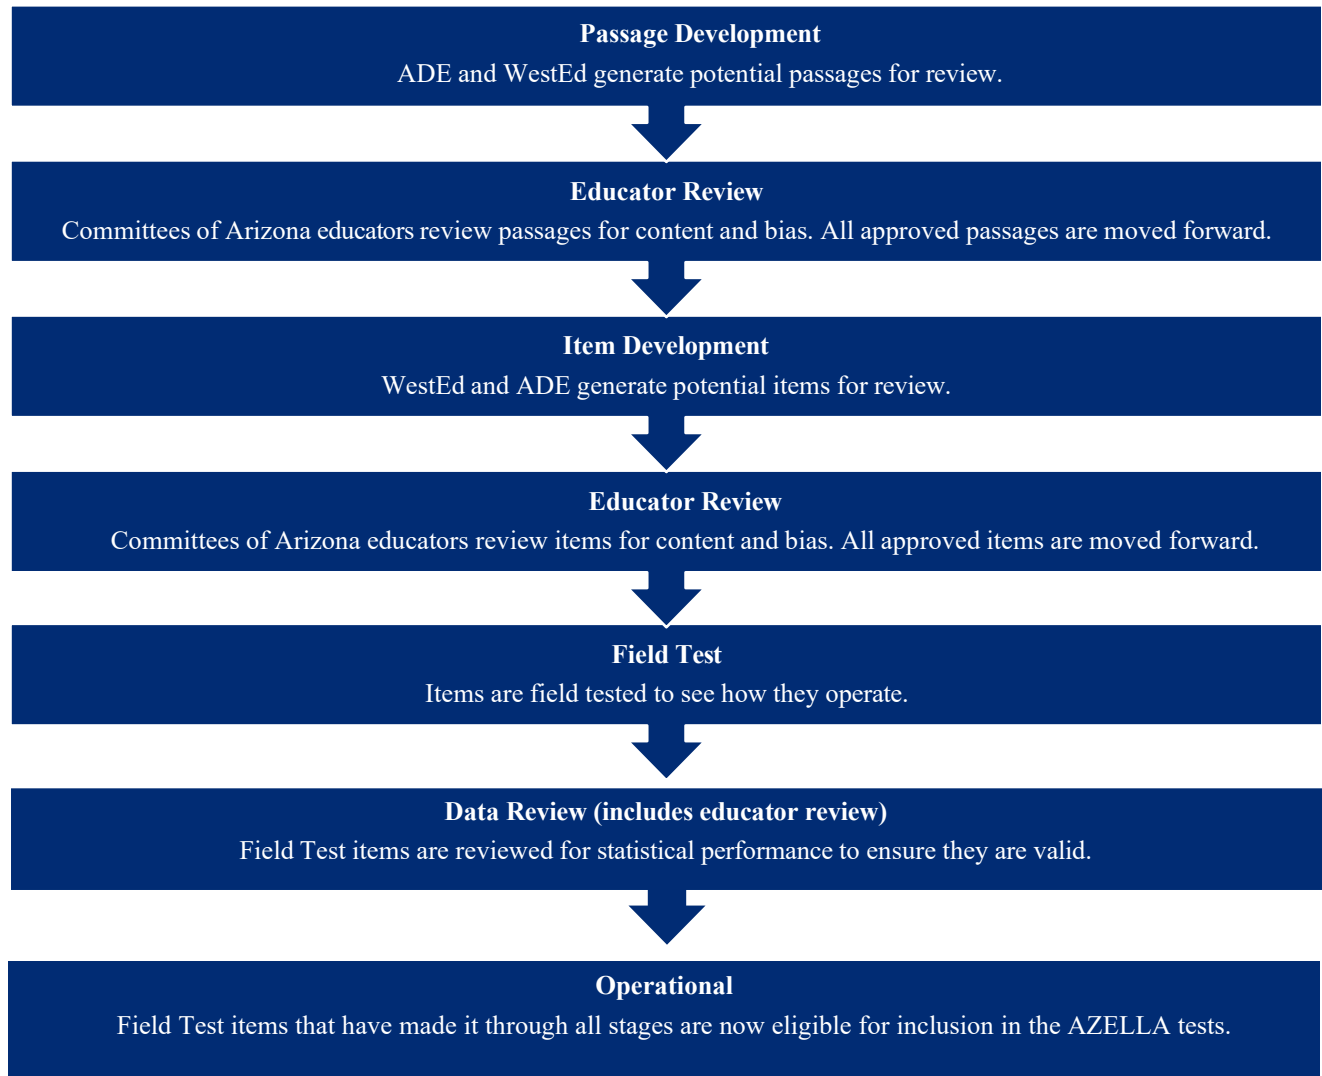 Passage Development
ADE and WestEd generate potential passages for review.
Educator Review
Committees of Arizona educators review passages for content and bias. All approved passages are moved forward.
Item Development
WestEd and ADE generate potential items for review.
Educator Review
Committees of Arizona educators review items for content and bias. All approved items are moved forward.
Field Test
Items are field tested to see how they operate.
Data Review (includes educator review)
Field Test items are reviewed for statistical performance to ensure they are valid.
Operational
Field Test items that have made it through all stages are now eligible for inclusion in the AZELLA tests.